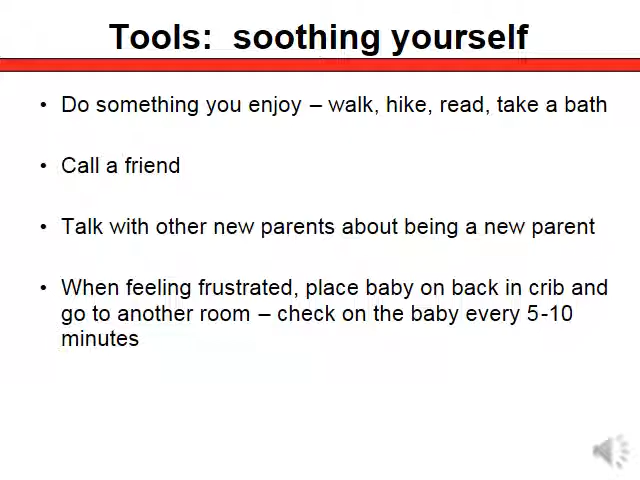 Tools:  soothing yourself
• Do something you enjoy – walk, hike, read, take a bath
• Call a friend
• Talk with other new parents about being a new parent
• When feeling frustrated, place baby on back in crib and
go to another room – check on the baby every 5-10
minutes